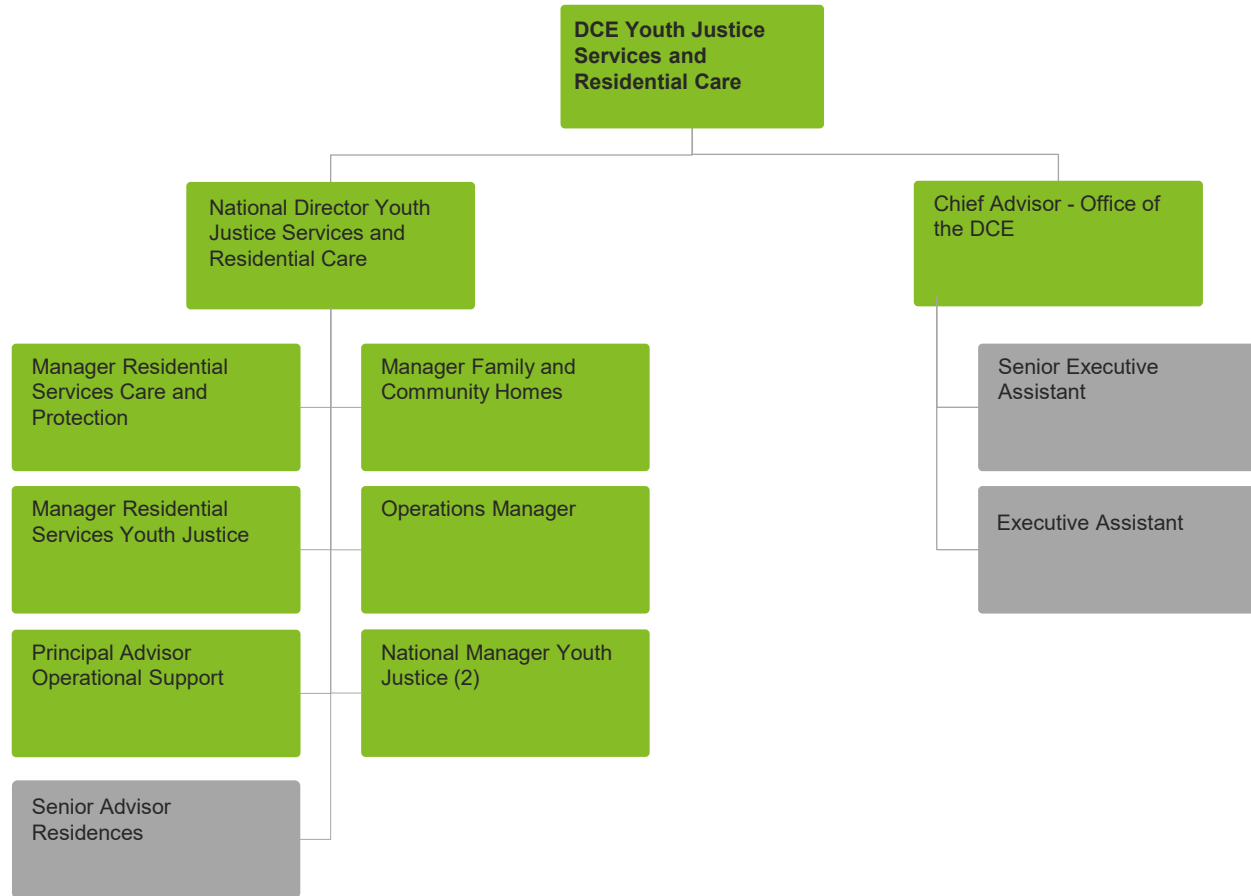 DCE Youth Justice
Services and
Residential Care
National Director Youth
Justice Services and
Residential Care
Chief Advisor - Office of
the DCE
Manager Residential
Services Care and
Protection
Manager Family and
Community Homes
Senior Executive
Assistant
Manager Residential
Services Youth Justice
Operations Manager
Executive Assistant
Principal Advisor
Operational Support
National Manager Youth
Justice (2)
Senior Advisor
Residences